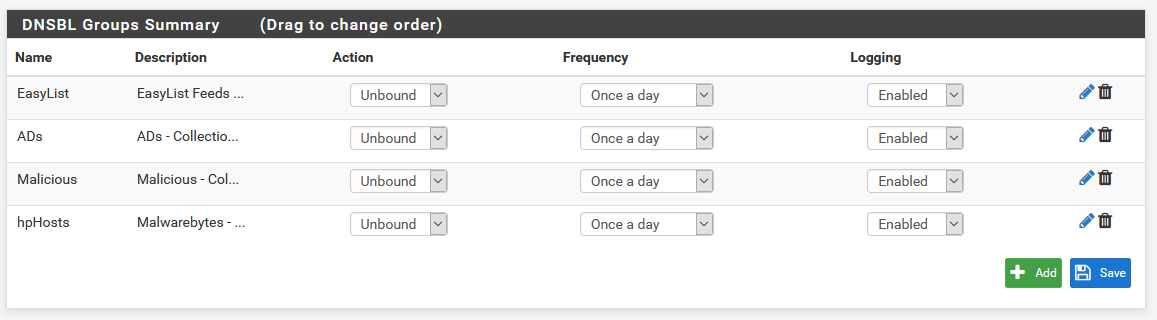 DNSBL Groups Summary (Drag to change order)
Name Description Action Frequency Logging
EasyList EasyList Feeds ... Unbound Once a day Enabled
ADs ADs - Collectio... Unbound Once a day Enabled
Malicious Malicious - Col... Unbound Once a day Enabled
hpHosts Malwarebytes - ... Unbound Once a day Enabled
Add Save